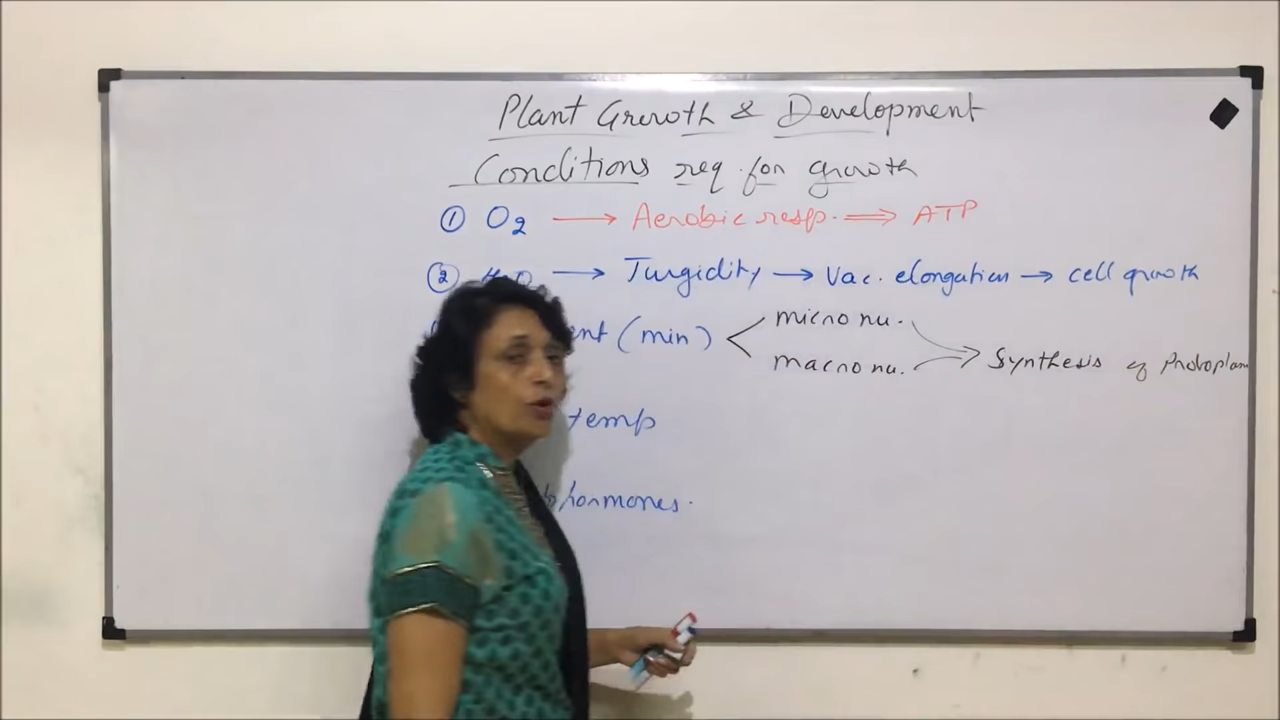 Plant Growth & Development
Conditions req. for growth
① O₂ → Aerobic resp. ⇒ ATP
② H₂O → Turgidity → Vac. elongation → cell growth
(min) < micro nu.
macro nu. > Synthesis of
temp
hormones.